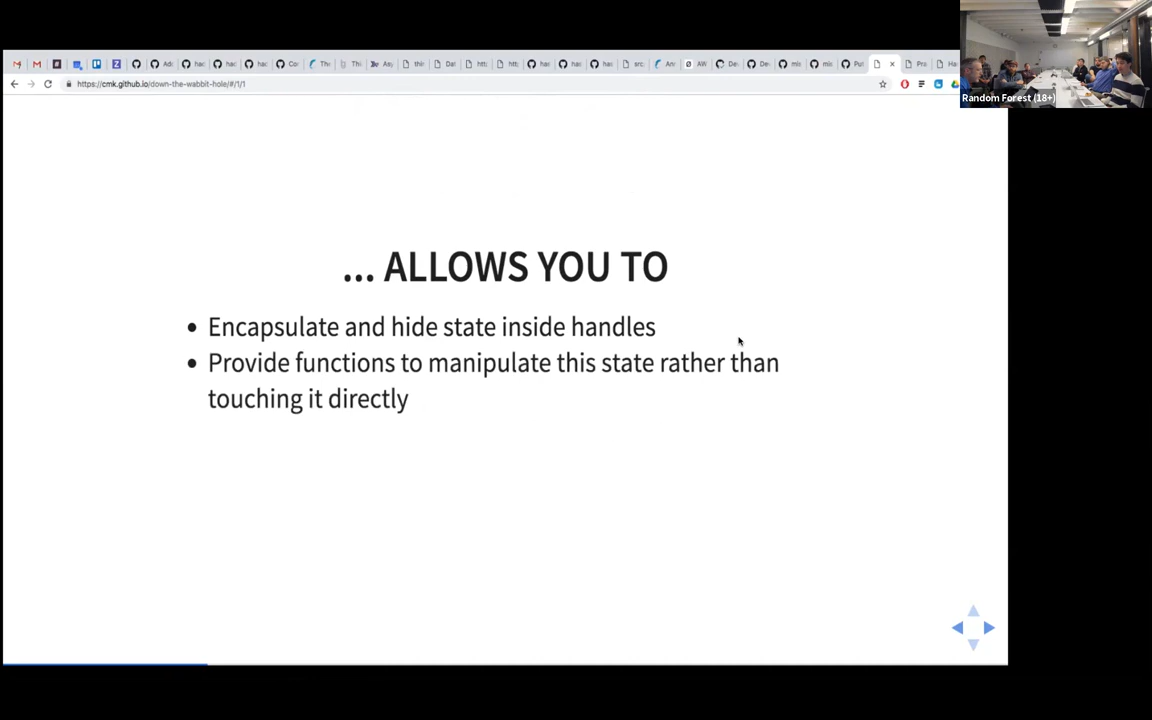 https://cmk.github.io/down-the-wabbit-hole/#/1/1
Random Forest (18+)
... ALLOWS YOU TO
Encapsulate and hide state inside handles
Provide functions to manipulate this state rather than
touching it directly